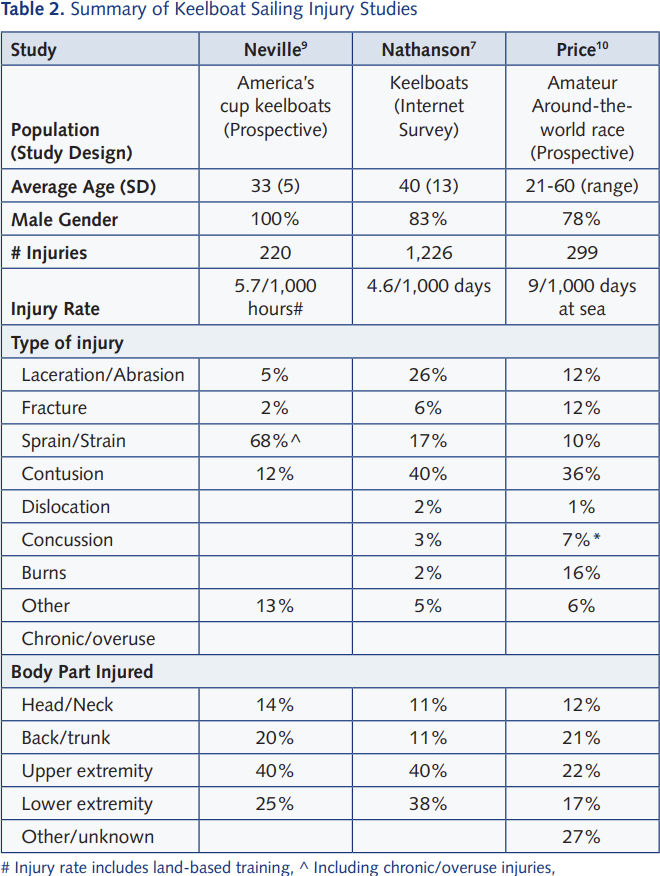 Table 2. Summary of Keelboat Sailing Injury Studies
Study Neville9 Nathanson7 Price10
Population (Study Design) America's cup keelboats (Prospective) Keelboats (Internet Survey) Amateur Around-the-world race (Prospective)
Average Age (SD) 33 (5) 40 (13) 21-60 (range)
Male Gender 100% 83% 78%
# Injuries 220 1,226 299
Injury Rate 5.7/1,000 hours# 4.6/1,000 days 9/1,000 days at sea
Type of injury
Laceration/Abrasion 5% 26% 12%
Fracture 2% 6% 12%
Sprain/Strain 68%^ 17% 10%
Contusion 12% 40% 36%
Dislocation 2% 1%
Concussion 3% 7%*
Burns 2% 16%
Other 13% 5% 6%
Chronic/overuse
Body Part Injured
Head/Neck 14% 11% 12%
Back/trunk 20% 11% 21%
Upper extremity 40% 40% 22%
Lower extremity 25% 38% 17%
Other/unknown 27%
# Injury rate includes land-based training, ^ Including chronic/overuse injuries,